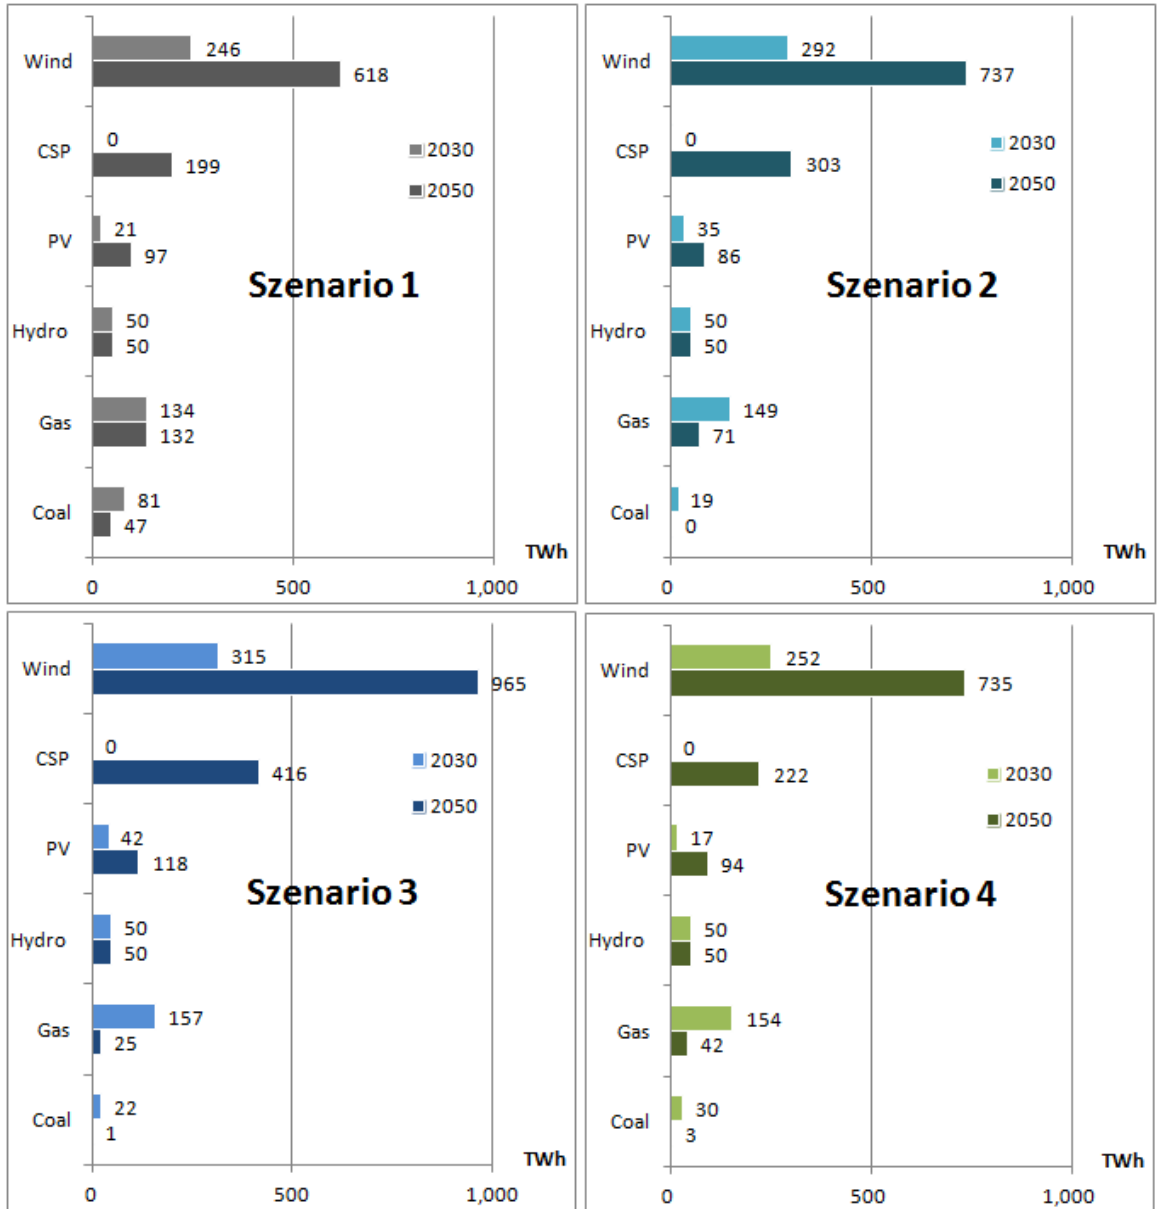 Wind
246
618
CSP
0
199
2030
2050
PV
21
97
Szenario 1
Hydro
50
50
Gas
134
132
Coal
81
47
TWh
0 500 1,000
Wind
292
737
CSP
0
303
2030
2050
PV
35
86
Szenario 2
Hydro
50
50
Gas
149
71
Coal
19
0
TWh
0 500 1,000
Wind
315
965
CSP
0
416
2030
2050
PV
42
118
Szenario 3
Hydro
50
50
Gas
157
25
Coal
22
1
TWh
0 500 1,000
Wind
252
735
CSP
0
222
2030
2050
PV
17
94
Szenario 4
Hydro
50
50
Gas
154
42
Coal
30
3
TWh
0 500 1,000